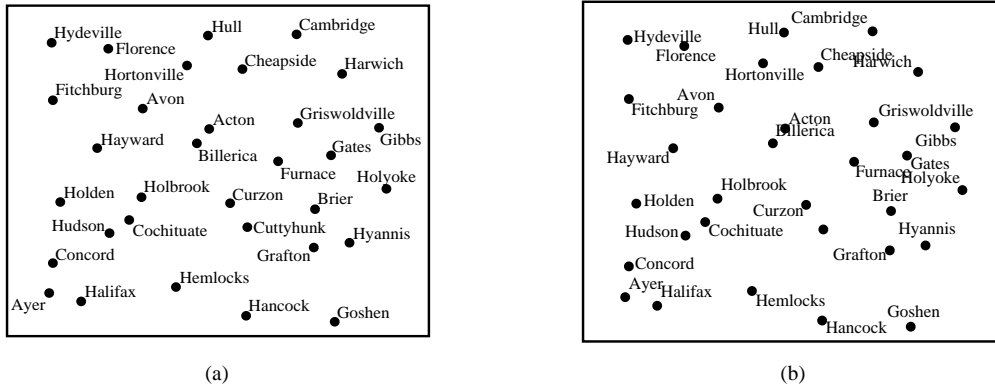 Hydeville
Florence
Hull
Cambridge
Hortonville
Cheapside
Harwich
Fitchburg
Avon
Acton
Griswoldville
Gibbs
Hayward
Billerica
Gates
Furnace
Holyoke
Holden
Holbrook
Curzon
Brier
Hudson
Cochituate
Cuttyhunk
Hyannis
Grafton
Concord
Ayer
Halifax
Hemlocks
Hancock
Goshen
(a)
Hydeville
Florence
Hull
Cambridge
Hortonville
Cheapside
Harwich
Fitchburg
Avon
Acton
Billerica
Griswoldville
Gibbs
Hayward
Furnace
Gates
Holyoke
Holden
Holbrook
Curzon
Brier
Hudson
Cochituate
Hyannis
Grafton
Concord
Ayer
Halifax
Hemlocks
Hancock
Goshen
(b)